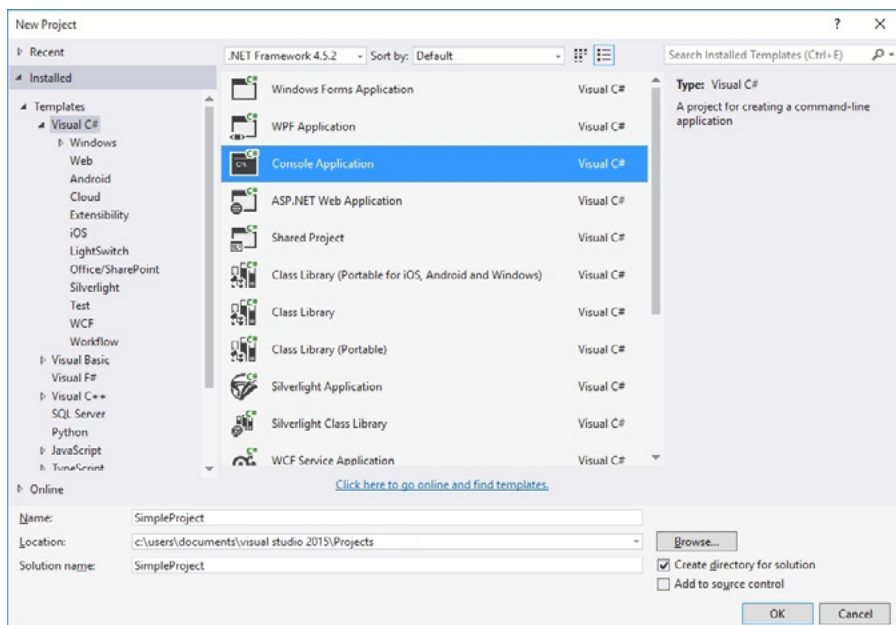 New Project
? ×
Recent
Installed
Templates
Visual C#
Windows
Web
Android
Cloud
Extensibility
iOS
LightSwitch
Office/SharePoint
Silverlight
Test
WCF
Workflow
Visual Basic
Visual F#
Visual C++
SQL Server
Python
JavaScript
TypeScript
Online
.NET Framework 4.5.2
Sort by: Default
Windows Forms Application Visual C#
WPF Application Visual C#
Console Application Visual C#
ASP.NET Web Application Visual C#
Shared Project Visual C#
Class Library (Portable for iOS, Android and Windows) Visual C#
Class Library Visual C#
Class Library (Portable) Visual C#
Silverlight Application Visual C#
Silverlight Class Library Visual C#
WCF Service Application Visual C#
Click here to go online and find templates.
Search Installed Templates (Ctrl+E)
Type: Visual C#
A project for creating a command-line
application
Name: SimpleProject
Location: c:\users\documents\visual studio 2015\Projects
Browse...
Solution name: SimpleProject
Create directory for solution
Add to source control
OK Cancel